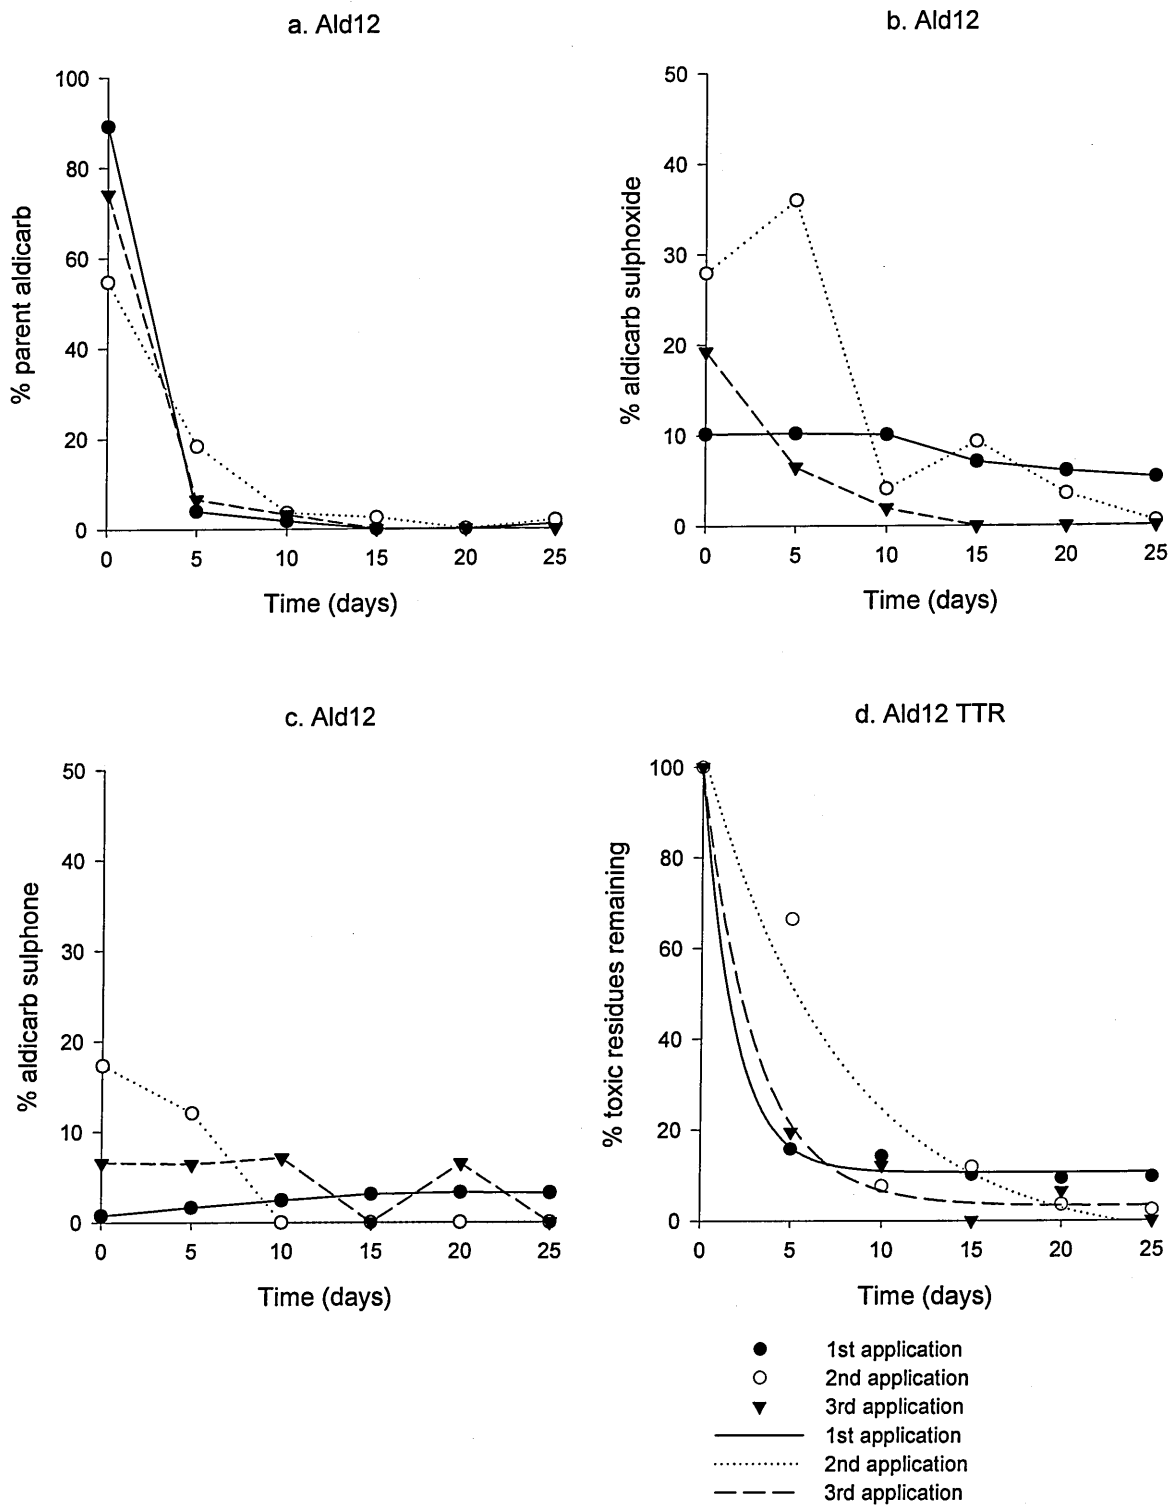 a. Ald12
% parent aldicarb
100
80
60
40
20
0
0 5 10 15 20 25
Time (days)
b. Ald12
% aldicarb sulphoxide
50
40
30
20
10
0
0 5 10 15 20 25
Time (days)
c. Ald12
% aldicarb sulphone
50
40
30
20
10
0
0 5 10 15 20 25
Time (days)
d. Ald12 TTR
% toxic residues remaining
100
80
60
40
20
0
0 5 10 15 20 25
Time (days)
1st application
2nd application
3rd application
1st application
2nd application
3rd application